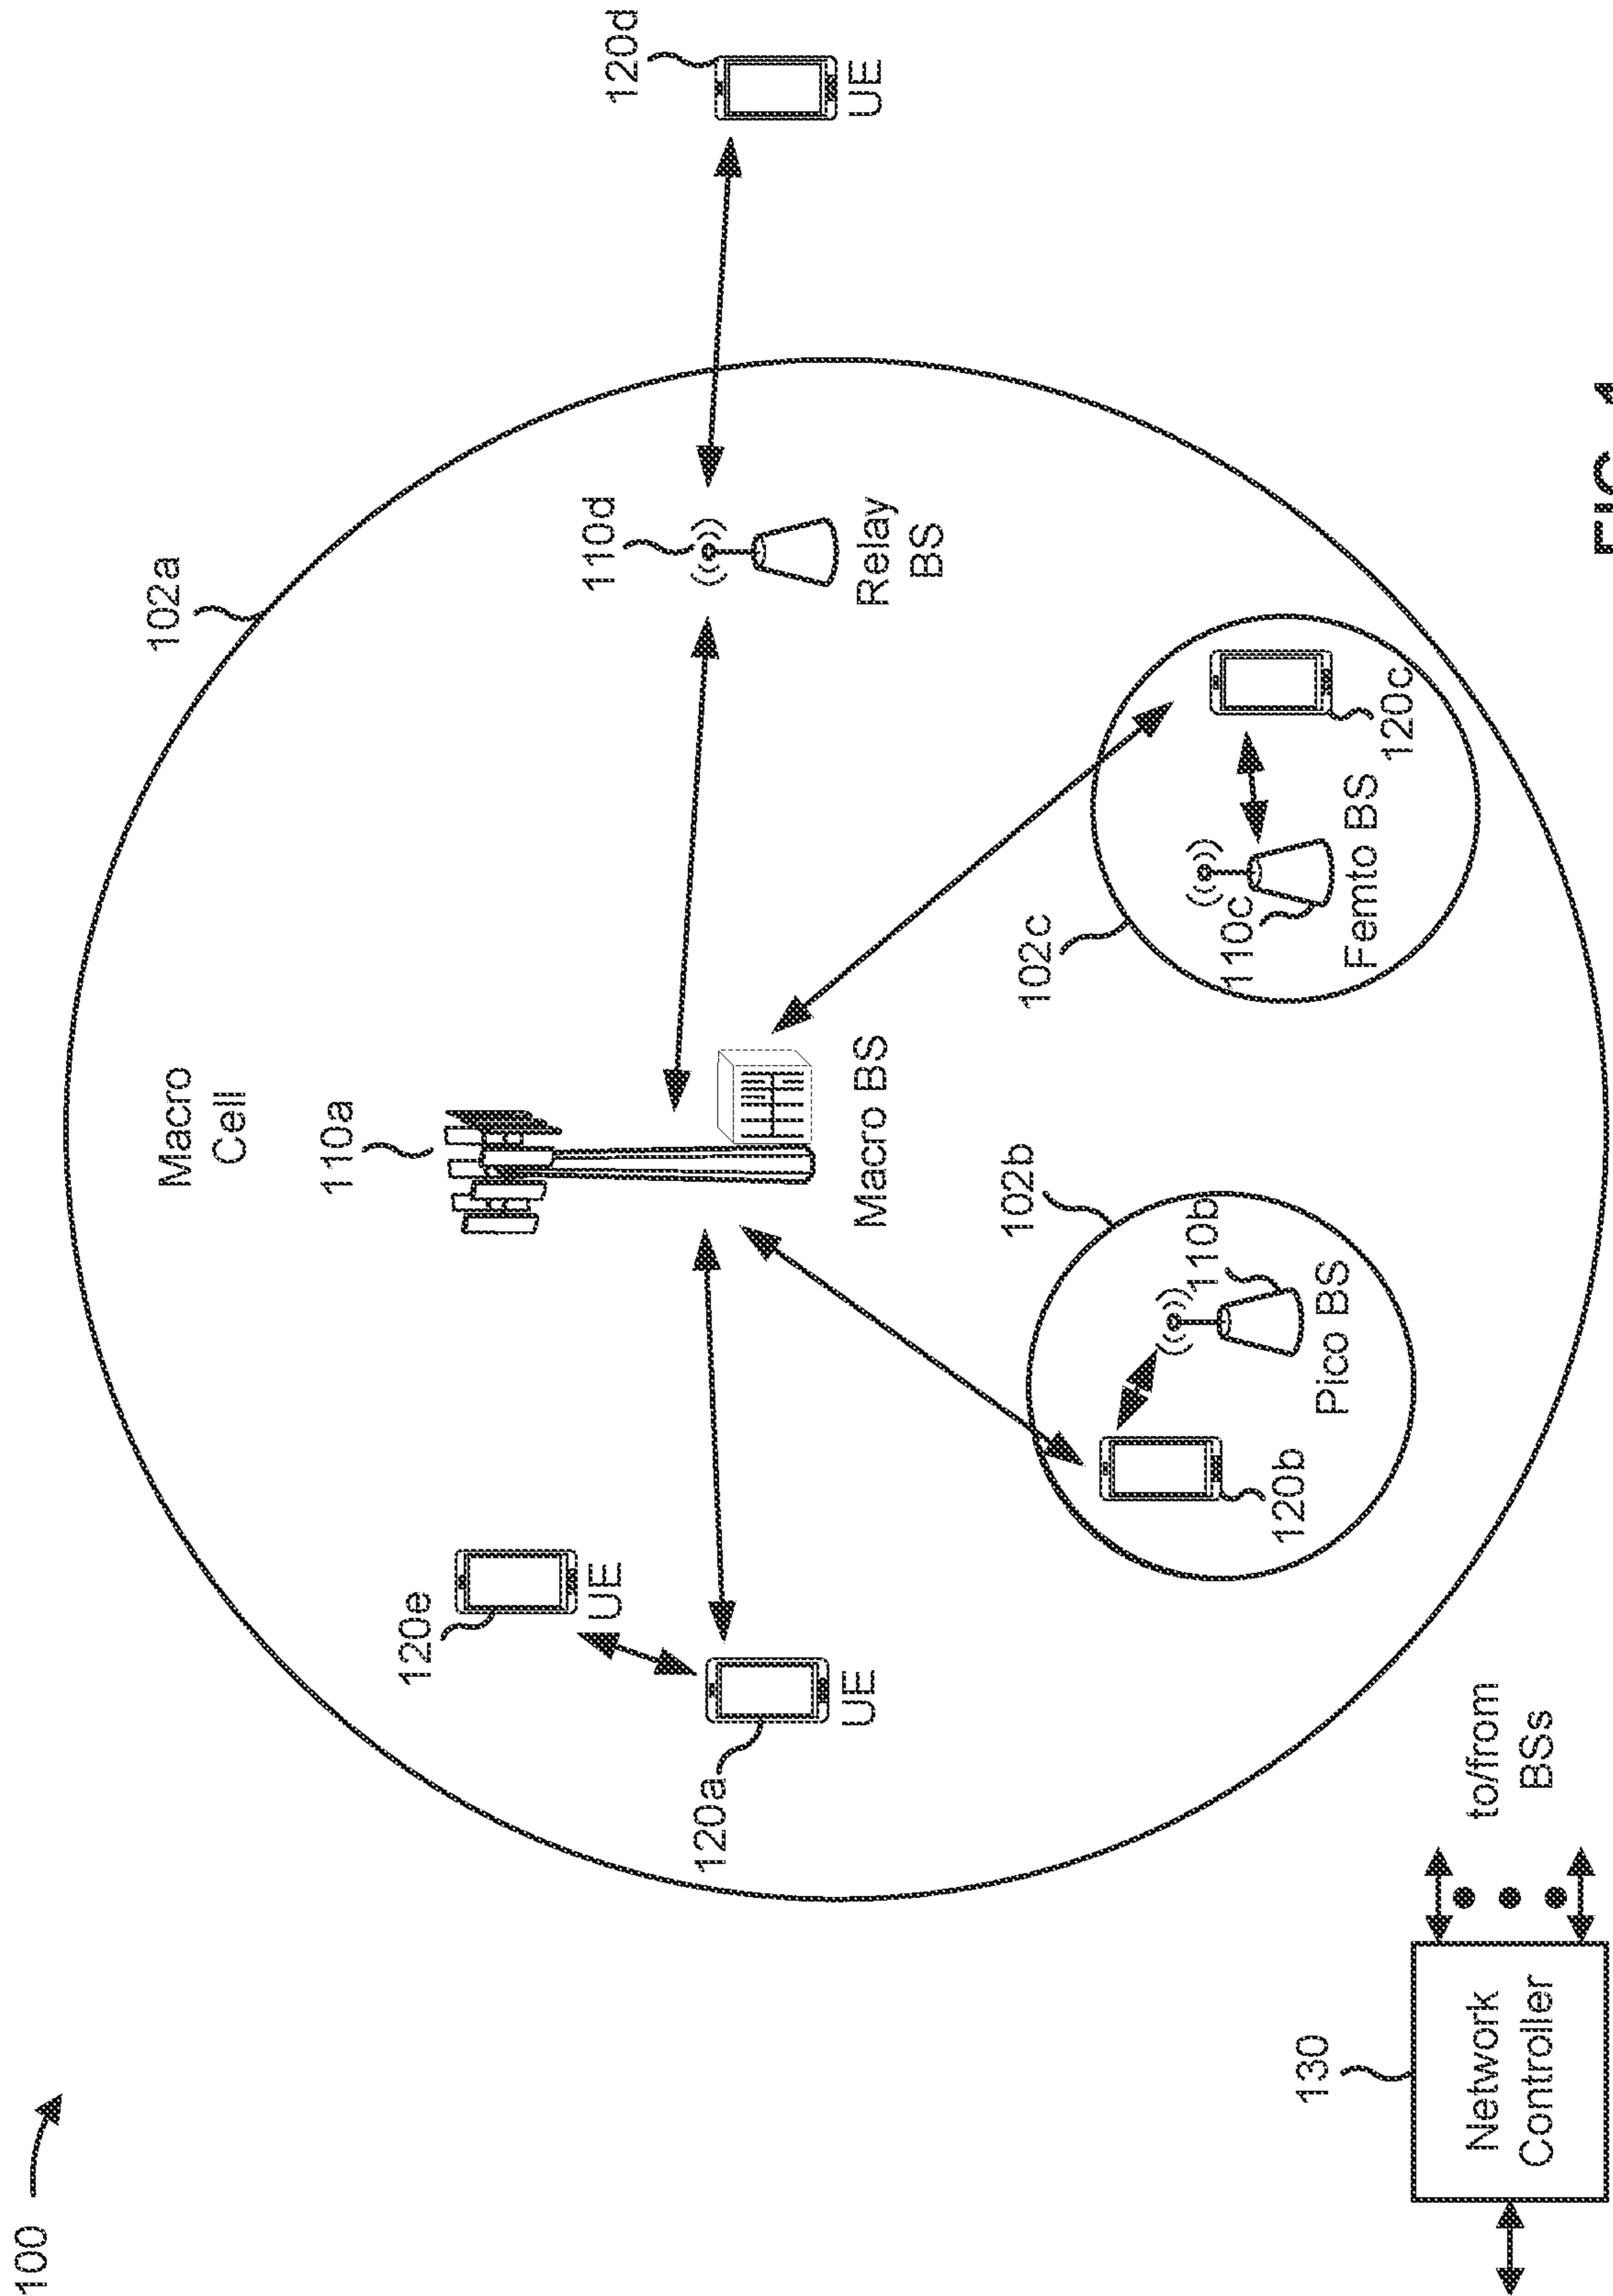 100
Macro
Cell
102a
110a
120e
UE
110d
120d
UE
120a
UE
Macro BS
Relay
BS
102b
102c
110b
110c
120b
Pico BS
Femto BS
120c
130
Network
Controller
to/from
BSs